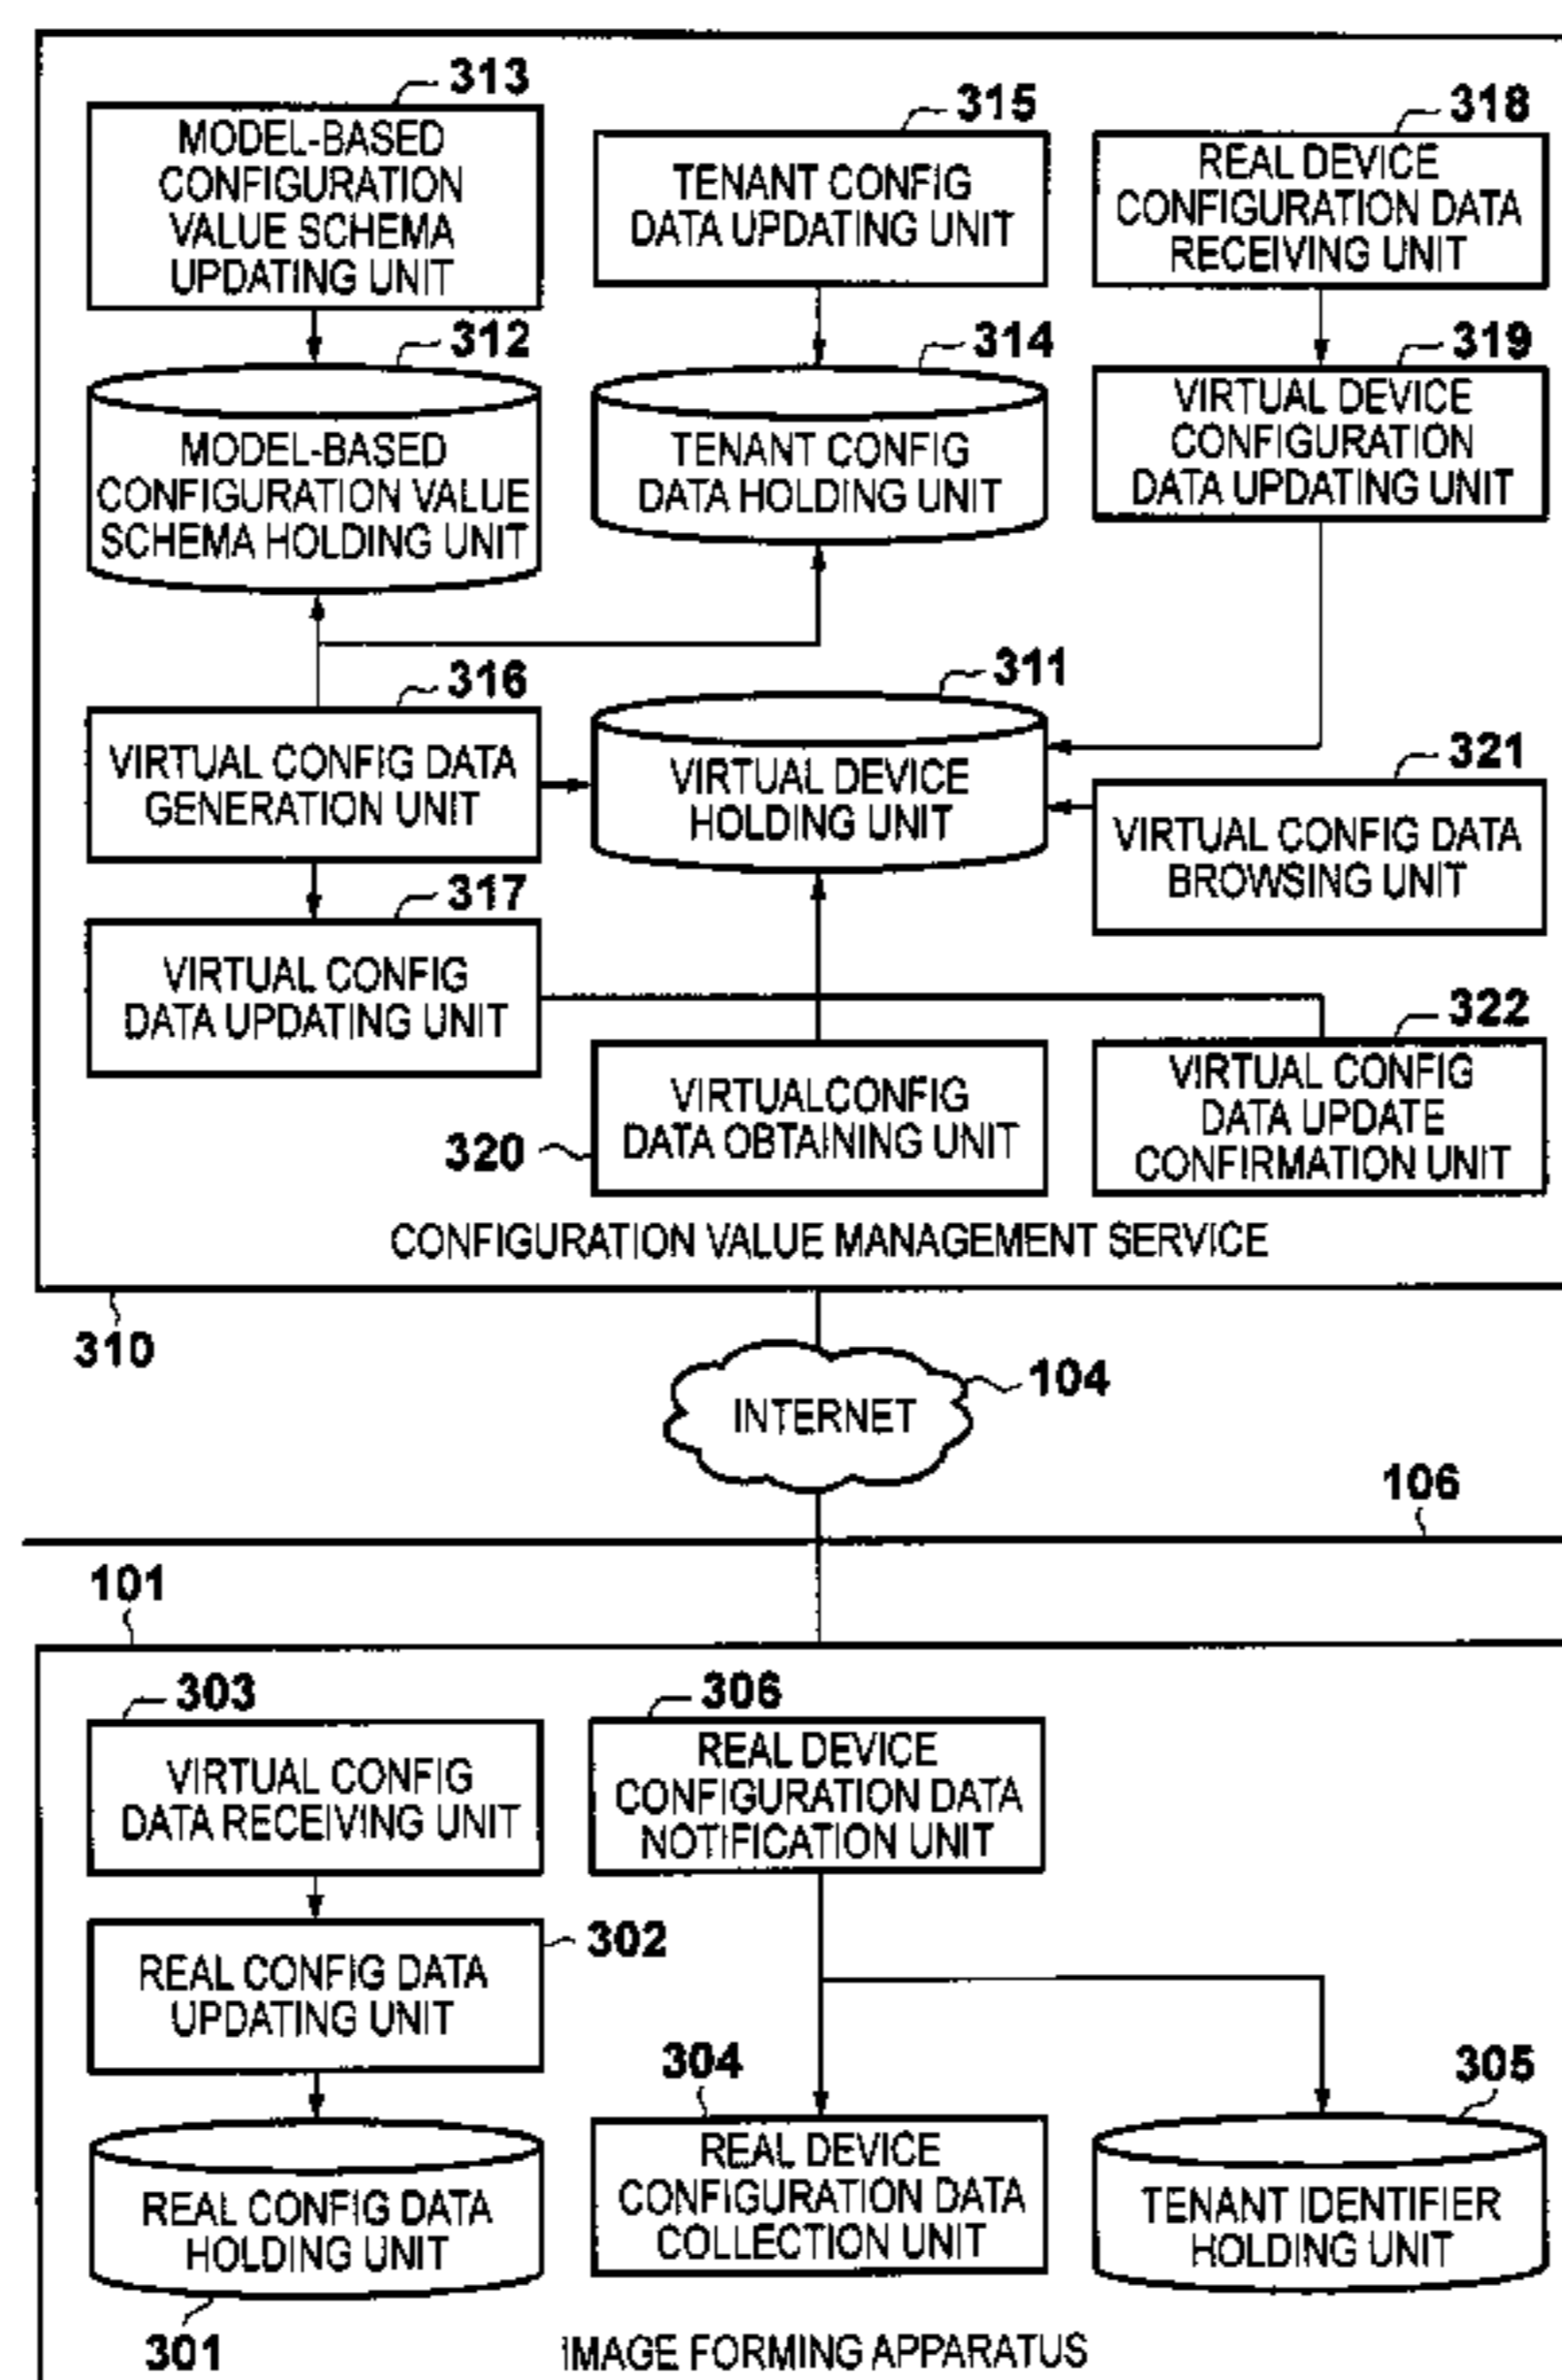 313
MODEL-BASED
CONFIGURATION
VALUE SCHEMA
UPDATING UNIT
315
TENANT CONFIG
DATA UPDATING UNIT
318
REAL DEVICE
CONFIGURATION DATA
RECEIVING UNIT
312
MODEL-BASED
CONFIGURATION VALUE
SCHEMA HOLDING UNIT
314
TENANT CONFIG
DATA HOLDING UNIT
319
VIRTUAL DEVICE
CONFIGURATION
DATA UPDATING UNIT
316
VIRTUAL CONFIG DATA
GENERATION UNIT
311
VIRTUAL DEVICE
HOLDING UNIT
321
VIRTUAL CONFIG DATA
BROWSING UNIT
317
VIRTUAL CONFIG
DATA UPDATING UNIT
320
VIRTUALCONFIG
DATA OBTAINING UNIT
322
VIRTUAL CONFIG
DATA UPDATE
CONFIRMATION UNIT
CONFIGURATION VALUE MANAGEMENT SERVICE
310
INTERNET
104
106
101
303
VIRTUAL CONFIG
DATA RECEIVING UNIT
306
REAL DEVICE
CONFIGURATION DATA
NOTIFICATION UNIT
302
REAL CONFIG DATA
UPDATING UNIT
304
REAL DEVICE
CONFIGURATION DATA
COLLECTION UNIT
305
TENANT IDENTIFIER
HOLDING UNIT
REAL CONFIG DATA
HOLDING UNIT
301
IMAGE FORMING APPARATUS